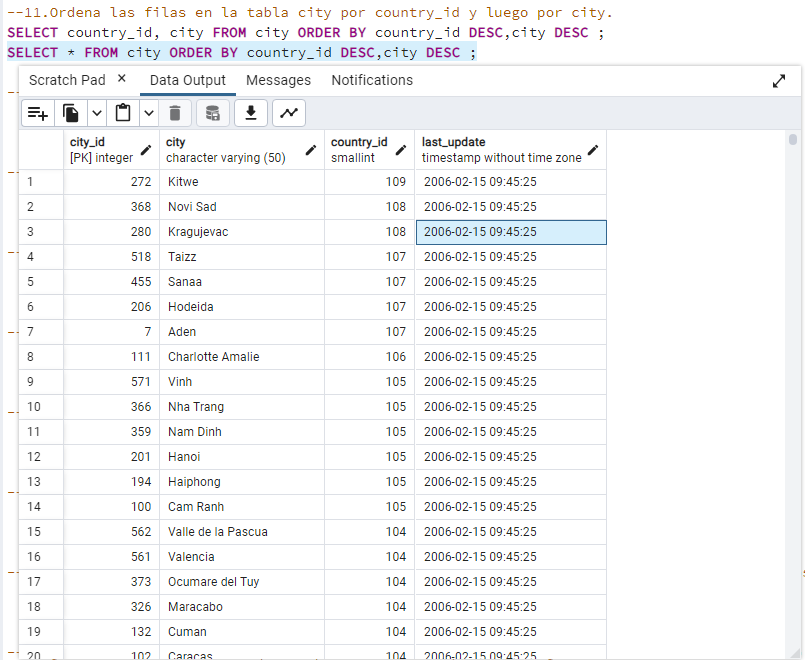 --11.Ordena las filas en la tabla city por country_id y luego por city.
SELECT country_id, city FROM city ORDER BY country_id DESC,city DESC ;
SELECT * FROM city ORDER BY country_id DESC,city DESC ;
Scratch Pad × Data Output Messages Notifications
city_id city country_id last_update
[PK] integer character varying (50) smallint timestamp without time zone
1 272 Kitwe 109 2006-02-15 09:45:25
2 368 Novi Sad 108 2006-02-15 09:45:25
3 280 Kragujevac 108 2006-02-15 09:45:25
4 518 Taizz 107 2006-02-15 09:45:25
5 455 Sanaa 107 2006-02-15 09:45:25
6 206 Hodeida 107 2006-02-15 09:45:25
7 7 Aden 107 2006-02-15 09:45:25
8 111 Charlotte Amalie 106 2006-02-15 09:45:25
9 571 Vinh 105 2006-02-15 09:45:25
10 366 Nha Trang 105 2006-02-15 09:45:25
11 359 Nam Dinh 105 2006-02-15 09:45:25
12 201 Hanoi 105 2006-02-15 09:45:25
13 194 Haiphong 105 2006-02-15 09:45:25
14 100 Cam Ranh 105 2006-02-15 09:45:25
15 562 Valle de la Pascua 104 2006-02-15 09:45:25
16 561 Valencia 104 2006-02-15 09:45:25
17 373 Ocumare del Tuy 104 2006-02-15 09:45:25
18 326 Maracabo 104 2006-02-15 09:45:25
19 132 Cuman 104 2006-02-15 09:45:25
20 102 Caracas 104 2006-02-15 09:45:25